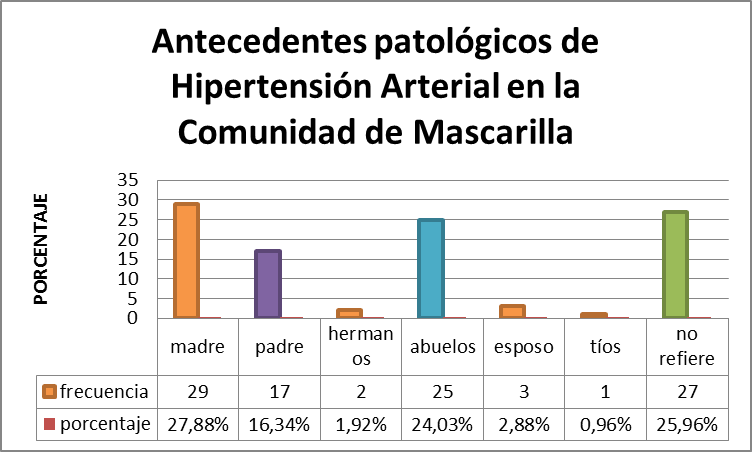 Antecedentes patológicos de
Hipertensión Arterial en la
Comunidad de Mascarilla
PORCENTAJE
35
30
25
20
15
10
5
0
madre padre herman abuelos esposo tíos no
os refiere
frecuencia 29 17 2 25 3 1 27
porcentaje 27,88% 16,34% 1,92% 24,03% 2,88% 0,96% 25,96%